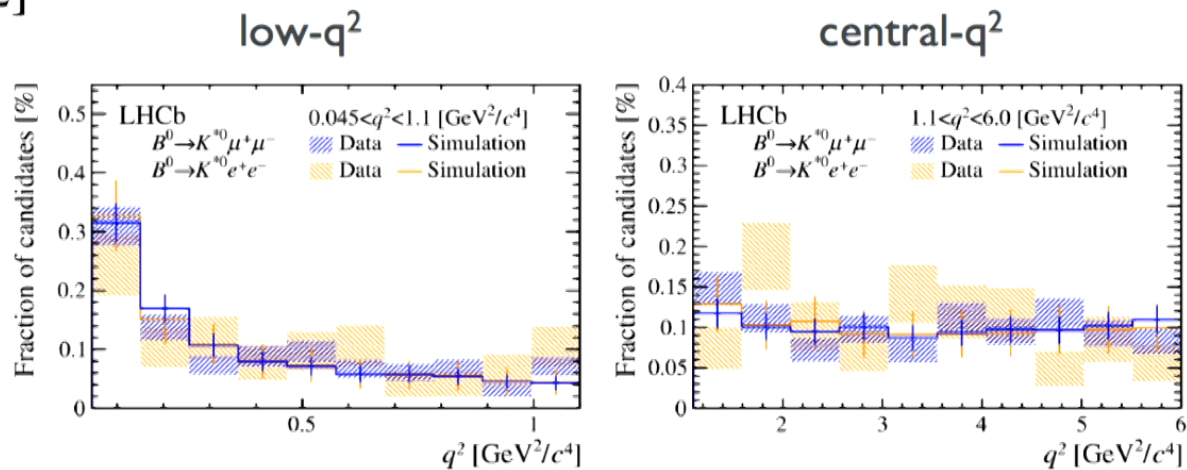 low-q²
central-q²
Fraction of candidates [%]
0.5
0.4
0.3
0.2
0.1
0
LHCb
0.045<q²<1.1 [GeV²/c⁴]
B⁰→K*⁰μ⁺μ⁻
Data
Simulation
B⁰→K*⁰e⁺e⁻
Data
Simulation
0.5
1
q² [GeV²/c⁴]
Fraction of candidates [%]
0.4
0.35
0.3
0.25
0.2
0.15
0.1
0.05
0
LHCb
1.1<q²<6.0 [GeV²/c⁴]
B⁰→K*⁰μ⁺μ⁻
Data
Simulation
B⁰→K*⁰e⁺e⁻
Data
Simulation
2
3
4
5
6
q² [GeV²/c⁴]